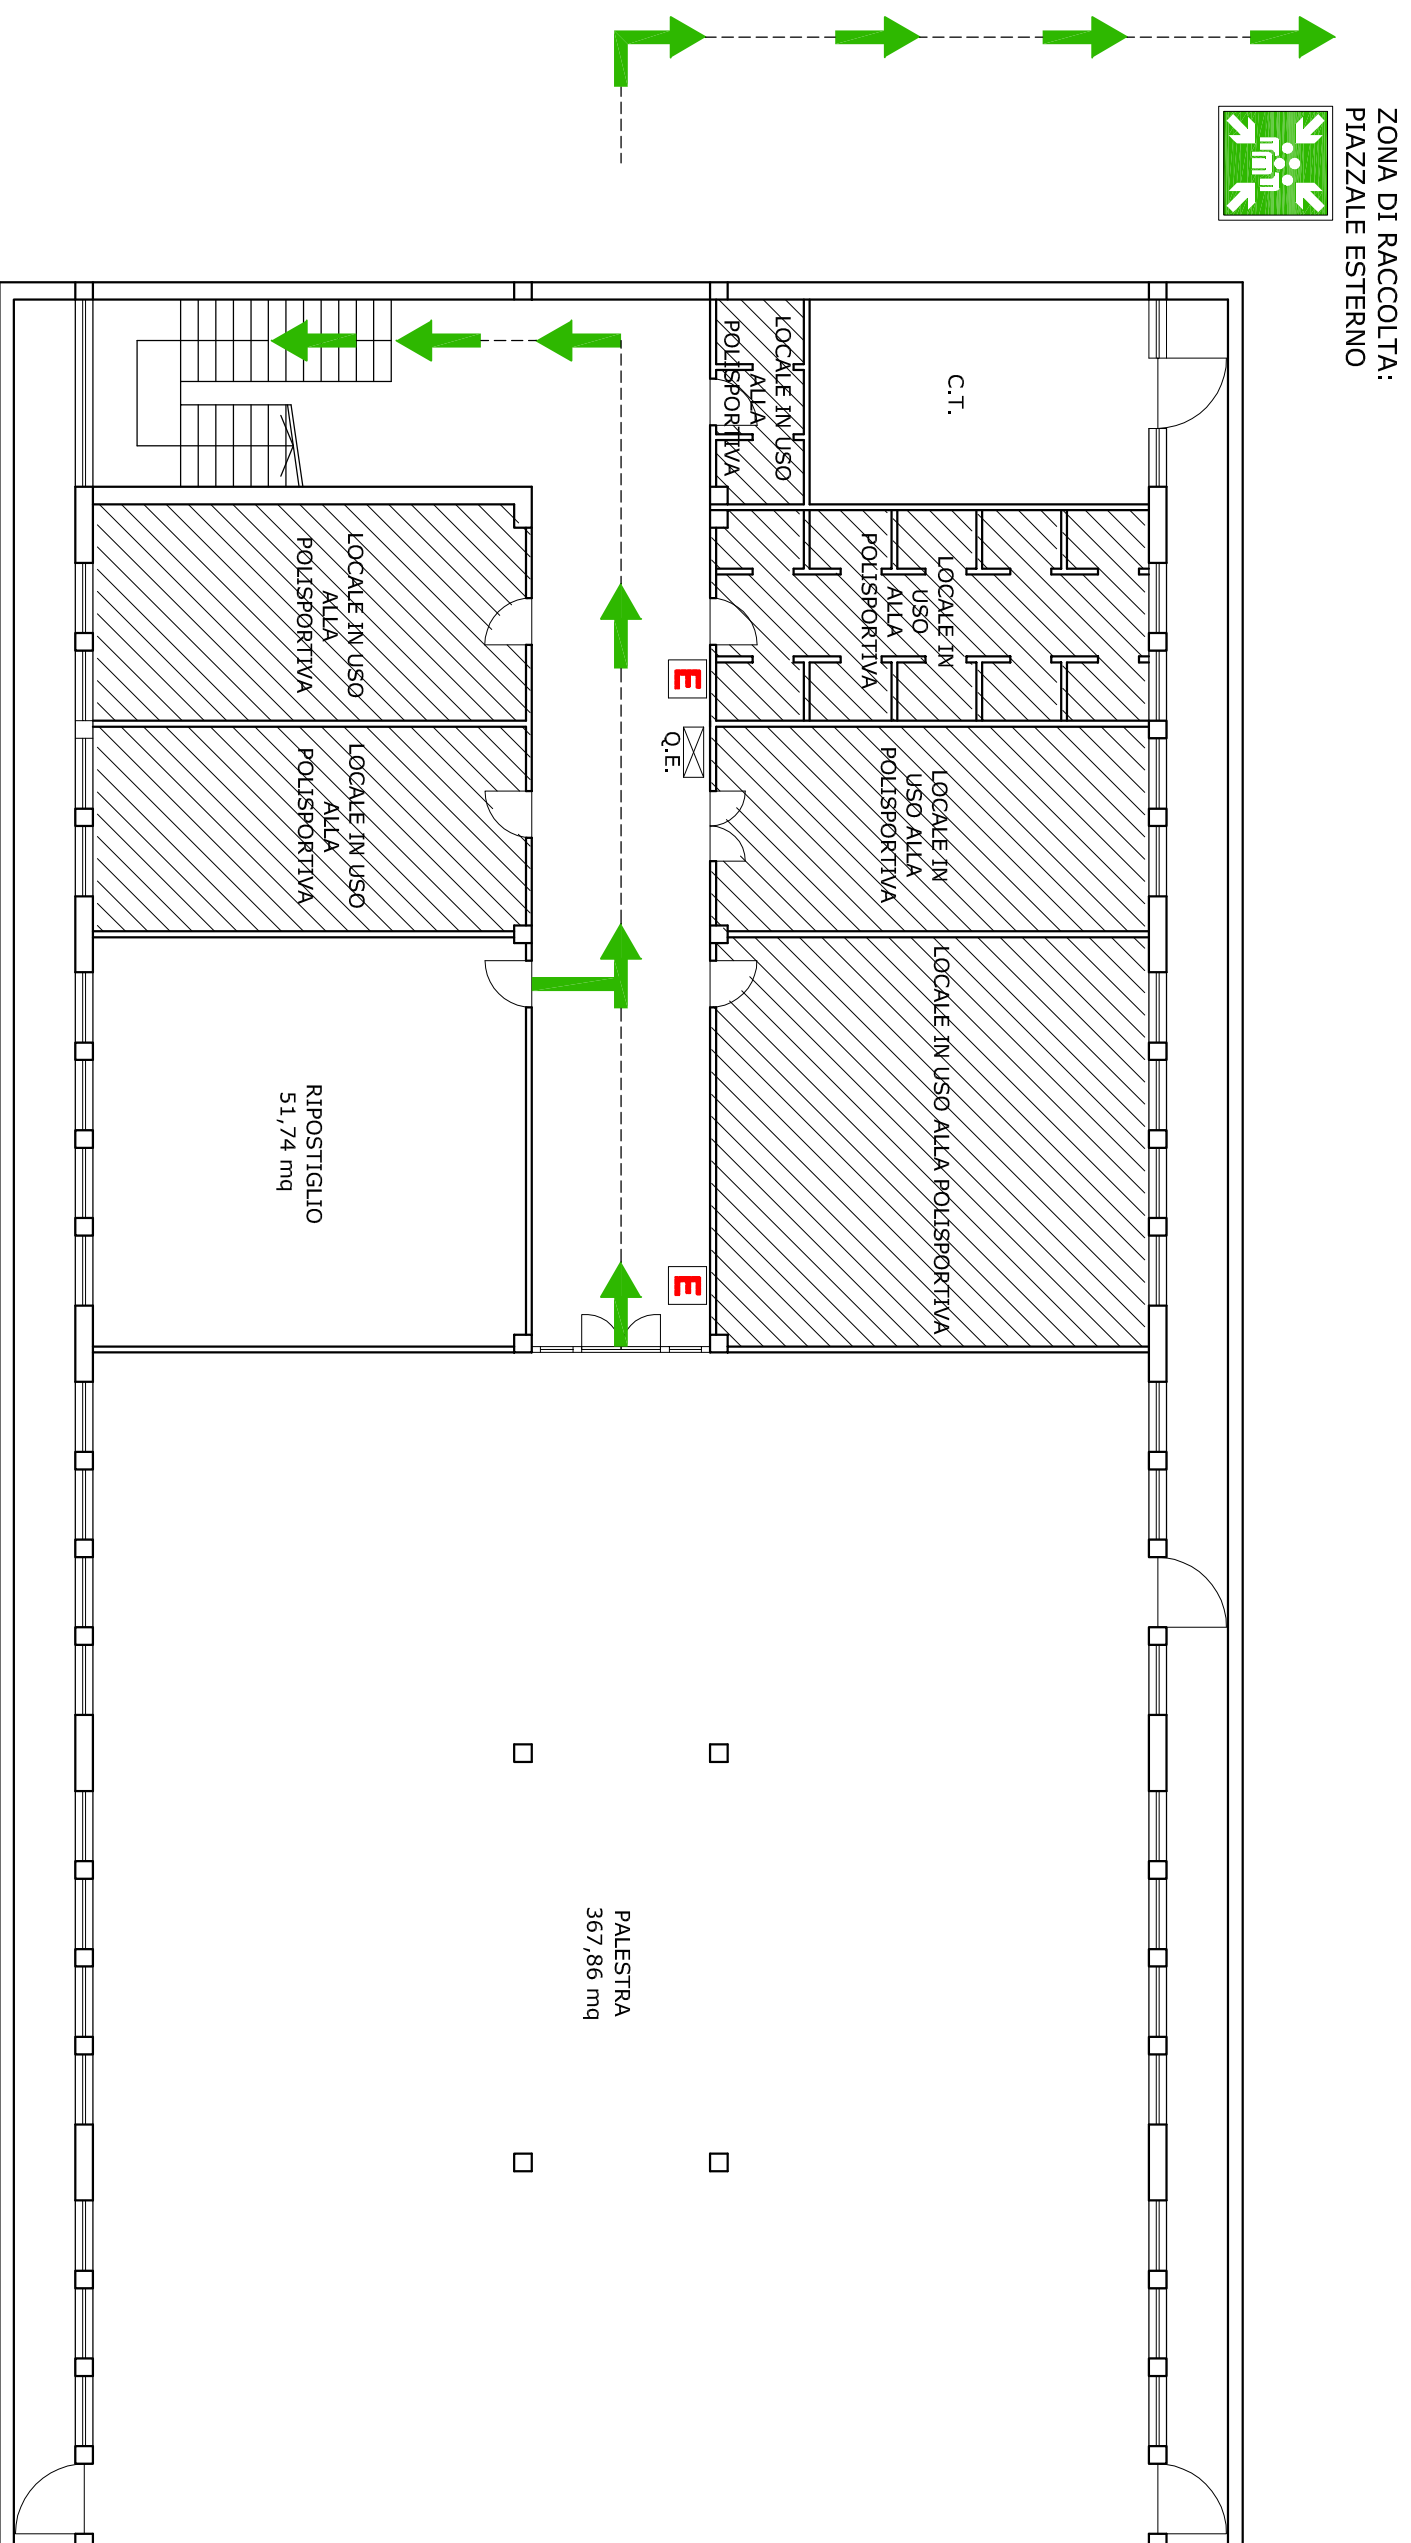 ZONA DI RACCOLTA:
PIAZZALE ESTERNO
C.T.
LOCALE IN USO
ALLA
POLISPORTIVA
LOCALE IN
USO
ALLA
POLISPORTIVA
LOCALE IN
USO ALLA
POLISPORTIVA
LOCALE IN USO ALLA POLISPORTIVA
E
Q.E.
E
LOCALE IN USO
ALLA
POLISPORTIVA
LOCALE IN USO
ALLA
POLISPORTIVA
RIPOSTIGLIO
51,74 mq
PALESTRA
367,86 mq